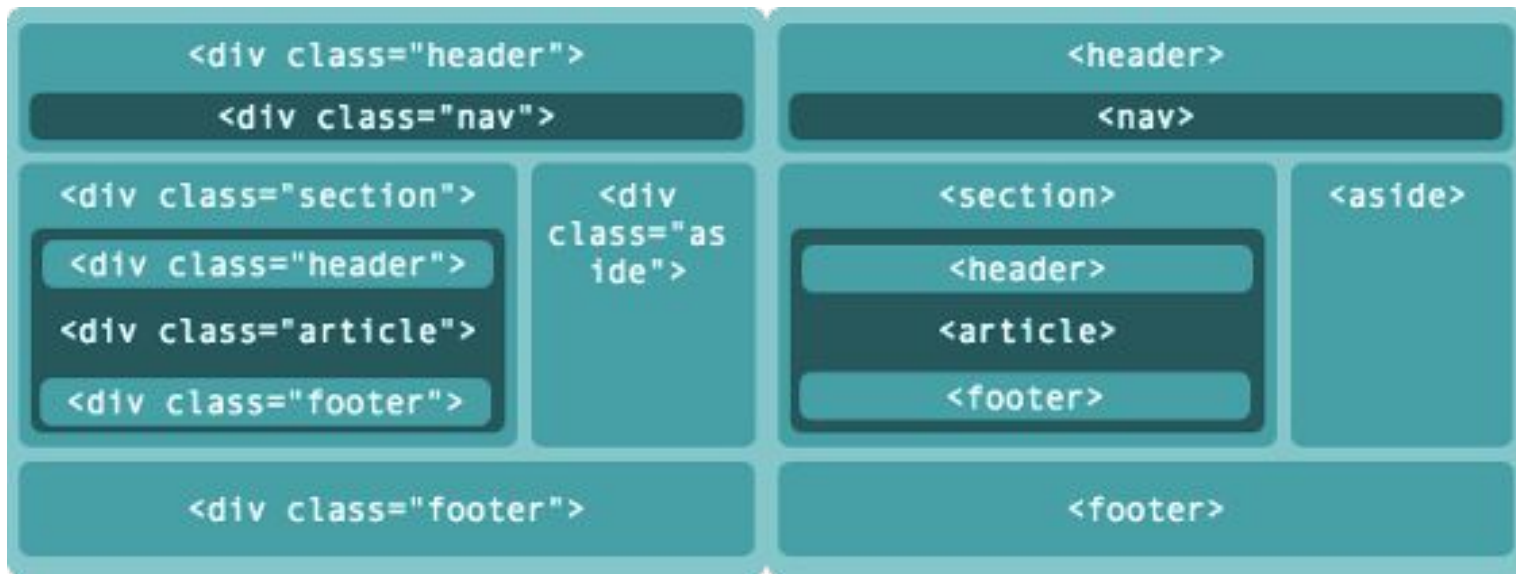 <div class="header">
<div class="nav">
<div class="section">
<div class="header">
<div class="article">
<div class="footer">
<div
class="as
ide">
<div class="footer">
<header>
<nav>
<section>
<header>
<article>
<footer>
<aside>
<footer>